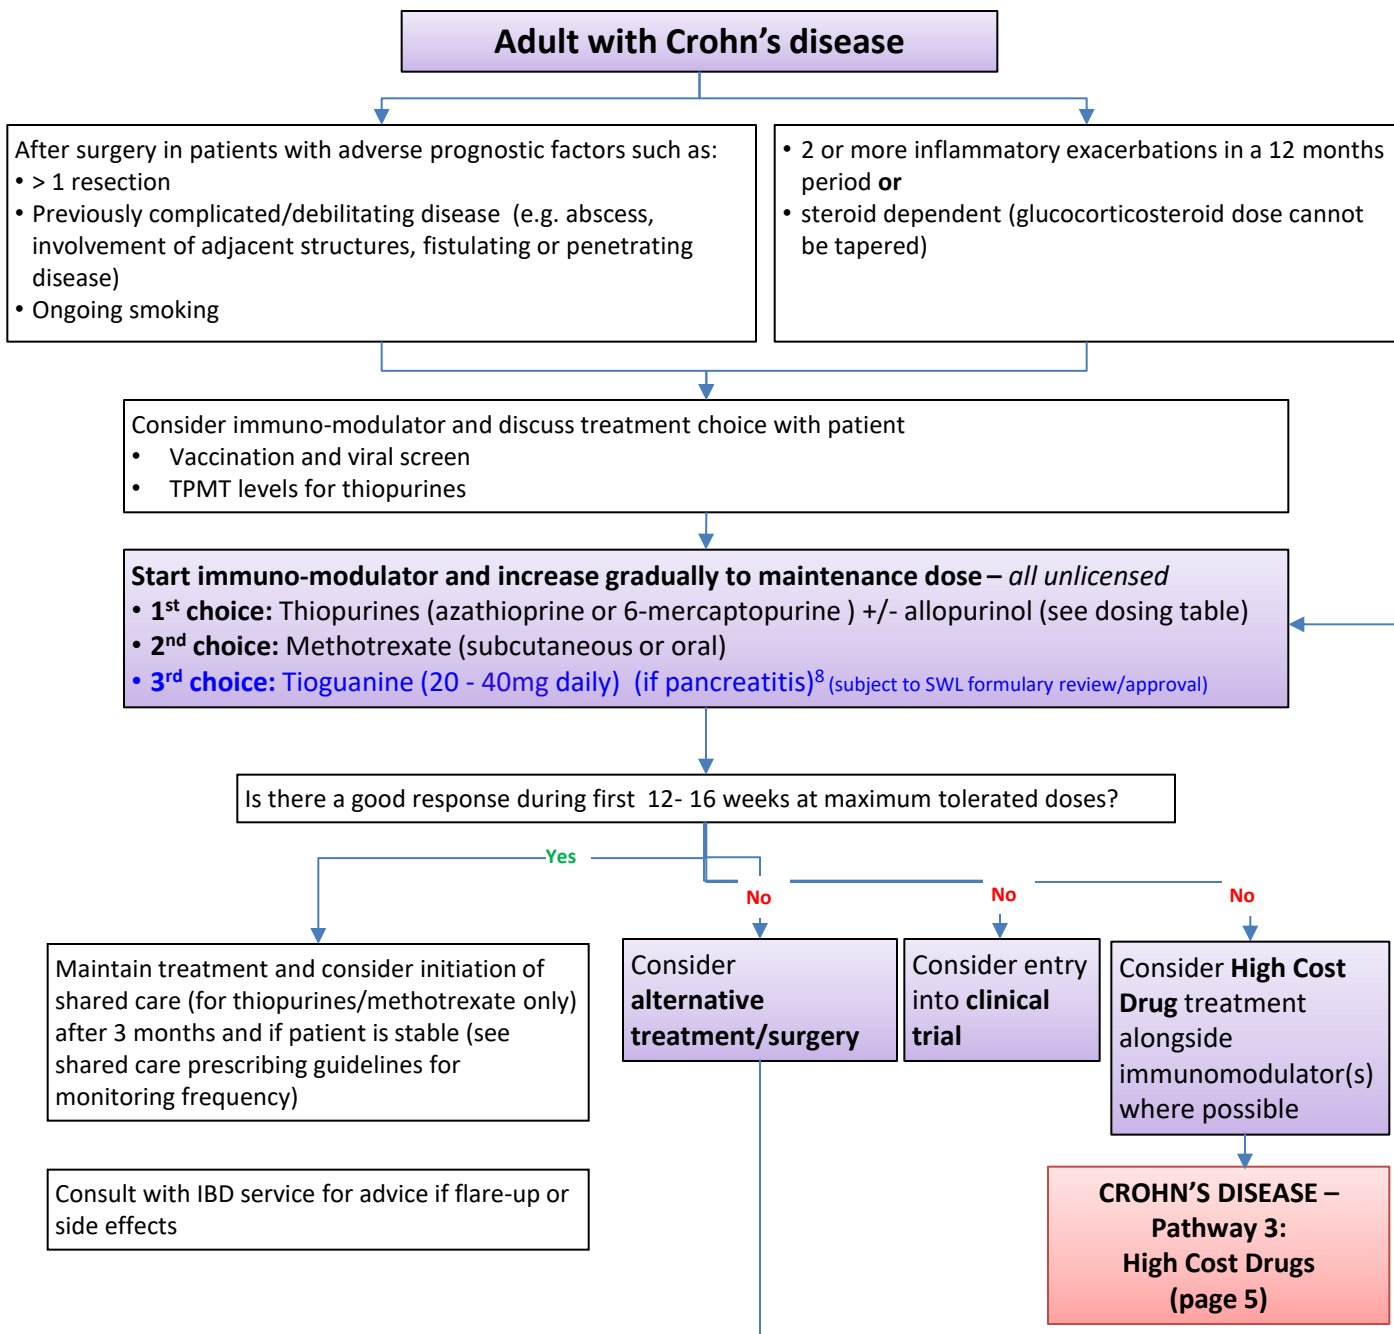 Adult with Crohn’s disease
After surgery in patients with adverse prognostic factors such as:
• > 1 resection
• Previously complicated/debilitating disease (e.g. abscess,
involvement of adjacent structures, fistulating or penetrating
disease)
• Ongoing smoking
• 2 or more inflammatory exacerbations in a 12 months
period or
• steroid dependent (glucocorticosteroid dose cannot
be tapered)
Consider immuno-modulator and discuss treatment choice with patient
• Vaccination and viral screen
• TPMT levels for thiopurines
Start immuno-modulator and increase gradually to maintenance dose – all unlicensed
• 1st choice: Thiopurines (azathioprine or 6-mercaptopurine ) +/- allopurinol (see dosing table)
• 2nd choice: Methotrexate (subcutaneous or oral)
• 3rd choice: Tioguanine (20 - 40mg daily) (if pancreatitis)8 (subject to SWL formulary review/approval)
Is there a good response during first 12- 16 weeks at maximum tolerated doses?
Yes
No
No
No
Maintain treatment and consider initiation of
shared care (for thiopurines/methotrexate only)
after 3 months and if patient is stable (see
shared care prescribing guidelines for
monitoring frequency)
Consider
alternative
treatment/surgery
Consider entry
into clinical
trial
Consider High Cost
Drug treatment
alongside
immunomodulator(s)
where possible
Consult with IBD service for advice if flare-up or
side effects
CROHN’S DISEASE –
Pathway 3:
High Cost Drugs
(page 5)